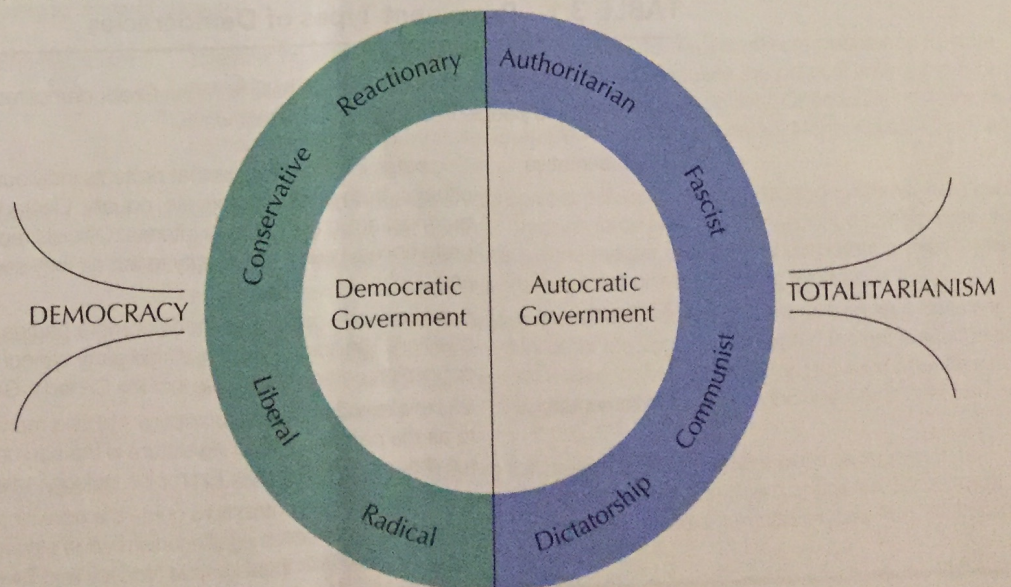 Reactionary
Authoritarian
Conservative
Fascist
DEMOCRACY
Democratic
Government
Autocratic
Government
TOTALITARIANISM
Liberal
Communist
Radical
Dictatorship